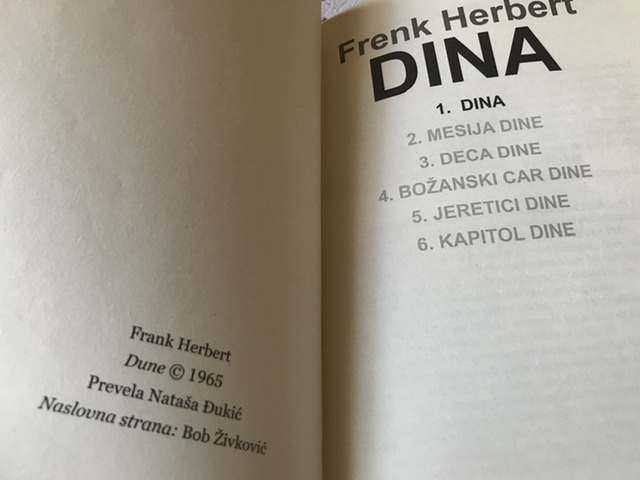 Frank Herbert
Dune © 1965
Prevela Nataša Đukić
Naslovna strana: Bob Živković
Frenk Herbert
DINA
1. DINA
2. MESIJA DINE
3. DECA DINE
4. BOŽANSKI CAR DINE
5. JERETICI DINE
6. KAPITOL DINE